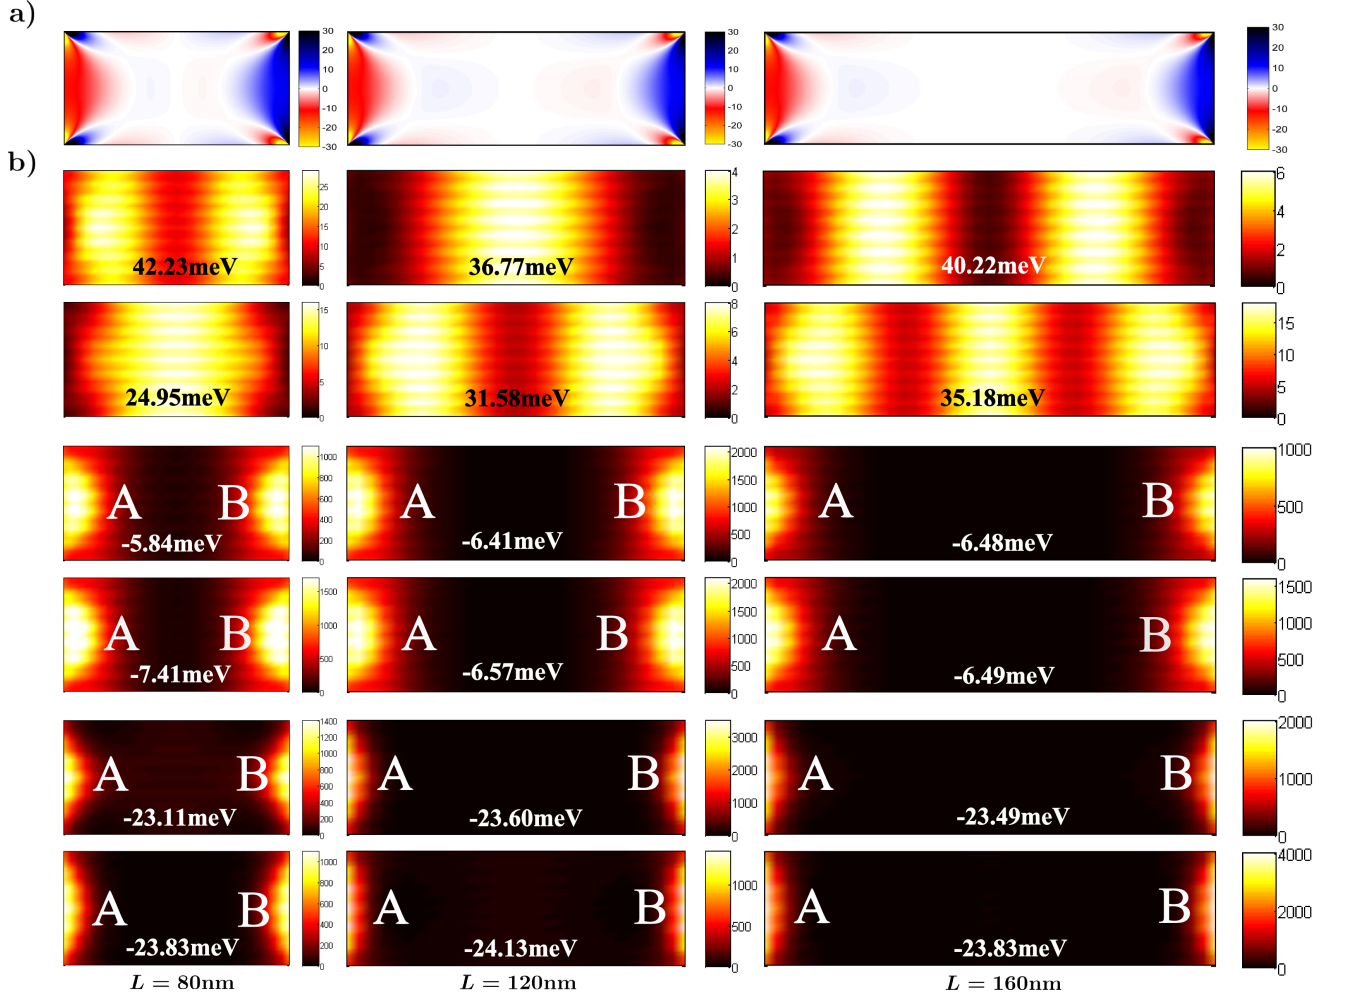 a)
30
20
10
0
-10
-20
-30
30
20
10
0
-10
-20
-30
30
20
10
0
-10
-20
-30
b)
42.23meV
25
20
15
10
5
0
36.77meV
4
3
2
1
0
40.22meV
6
4
2
0
24.95meV
15
10
5
0
31.58meV
8
6
4
2
0
35.18meV
15
10
5
0
A B
-5.84meV
1000
800
600
400
200
0
A B
-6.41meV
2000
1500
1000
500
0
A B
-6.48meV
1000
500
0
A B
-7.41meV
1500
1000
500
0
A B
-6.57meV
2000
1500
1000
500
0
A B
-6.49meV
1500
1000
500
0
A B
-23.11meV
1400
1200
1000
800
600
400
200
0
A B
-23.60meV
3000
2000
1000
0
A B
-23.49meV
2000
1000
0
A B
-23.83meV
1000
800
600
400
200
0
A B
-24.13meV
1000
500
0
A B
-23.83meV
4000
2000
0
L = 80nm
L = 120nm
L = 160nm